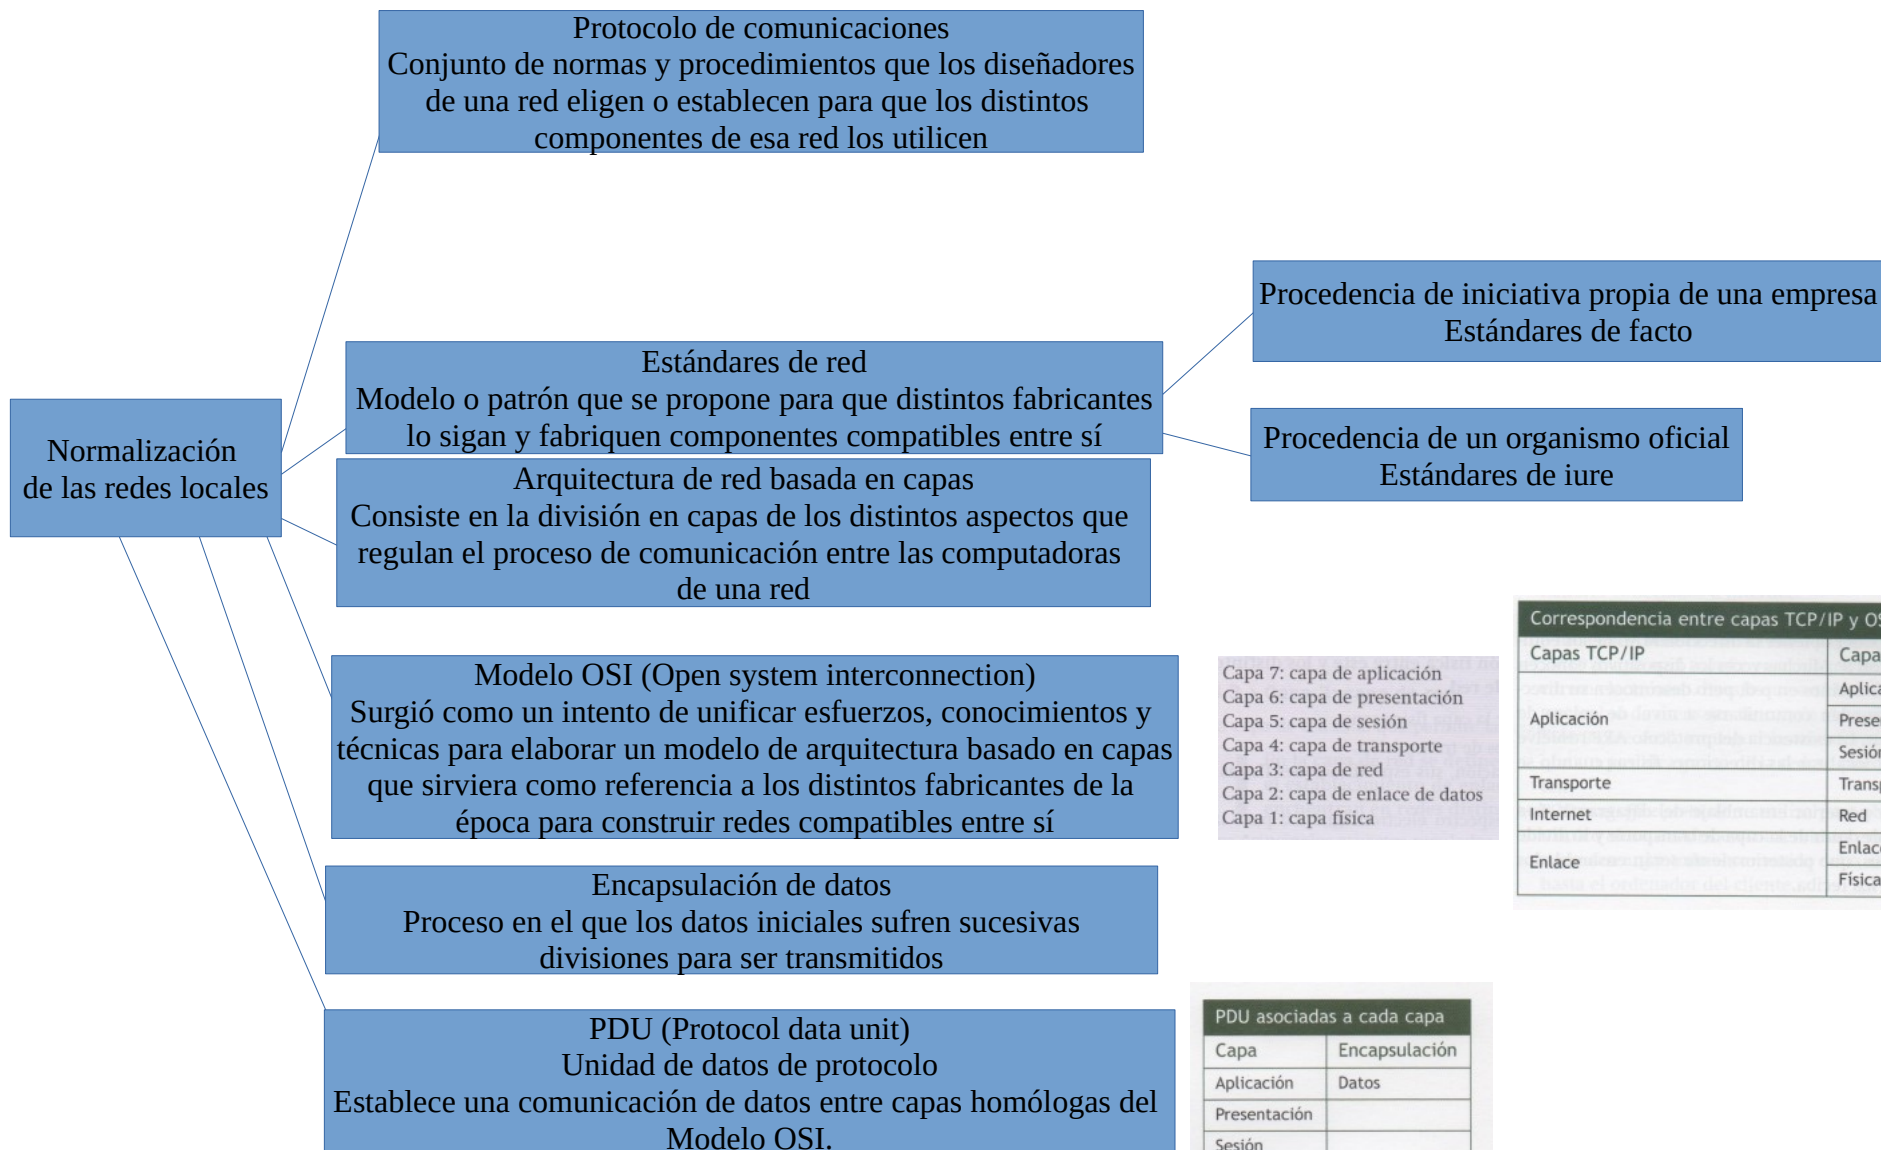 Protocolo de comunicaciones
Conjunto de normas y procedimientos que los diseñadores
de una red eligen o establecen para que los distintos
componentes de esa red los utilicen
Procedencia de iniciativa propia de una empresa
Estándares de facto
Estándares de red
Modelo o patrón que se propone para que distintos fabricantes
lo sigan y fabriquen componentes compatibles entre sí
Procedencia de un organismo oficial
Estándares de iure
Normalización
de las redes locales
Arquitectura de red basada en capas
Consiste en la división en capas de los distintos aspectos que
regulan el proceso de comunicación entre las computadoras
de una red
Modelo OSI (Open system interconnection)
Surgió como un intento de unificar esfuerzos, conocimientos y
técnicas para elaborar un modelo de arquitectura basado en capas
que sirviera como referencia a los distintos fabricantes de la
época para construir redes compatibles entre sí
Capa 7: capa de aplicación
Capa 6: capa de presentación
Capa 5: capa de sesión
Capa 4: capa de transporte
Capa 3: capa de red
Capa 2: capa de enlace de datos
Capa 1: capa física
Correspondencia entre capas TCP/IP y OS
Capas TCP/IP Capa
Aplicación
Aplica
Prese
Sesión
Transporte Transp
Internet Red
Enlace
Enlac
Física
Encapsulación de datos
Proceso en el que los datos iniciales sufren sucesivas
divisiones para ser transmitidos
PDU (Protocol data unit)
Unidad de datos de protocolo
Establece una comunicación de datos entre capas homólogas del
Modelo OSI.
PDU asociadas a cada capa
Capa Encapsulación
Aplicación Datos
Presentación
Sesión